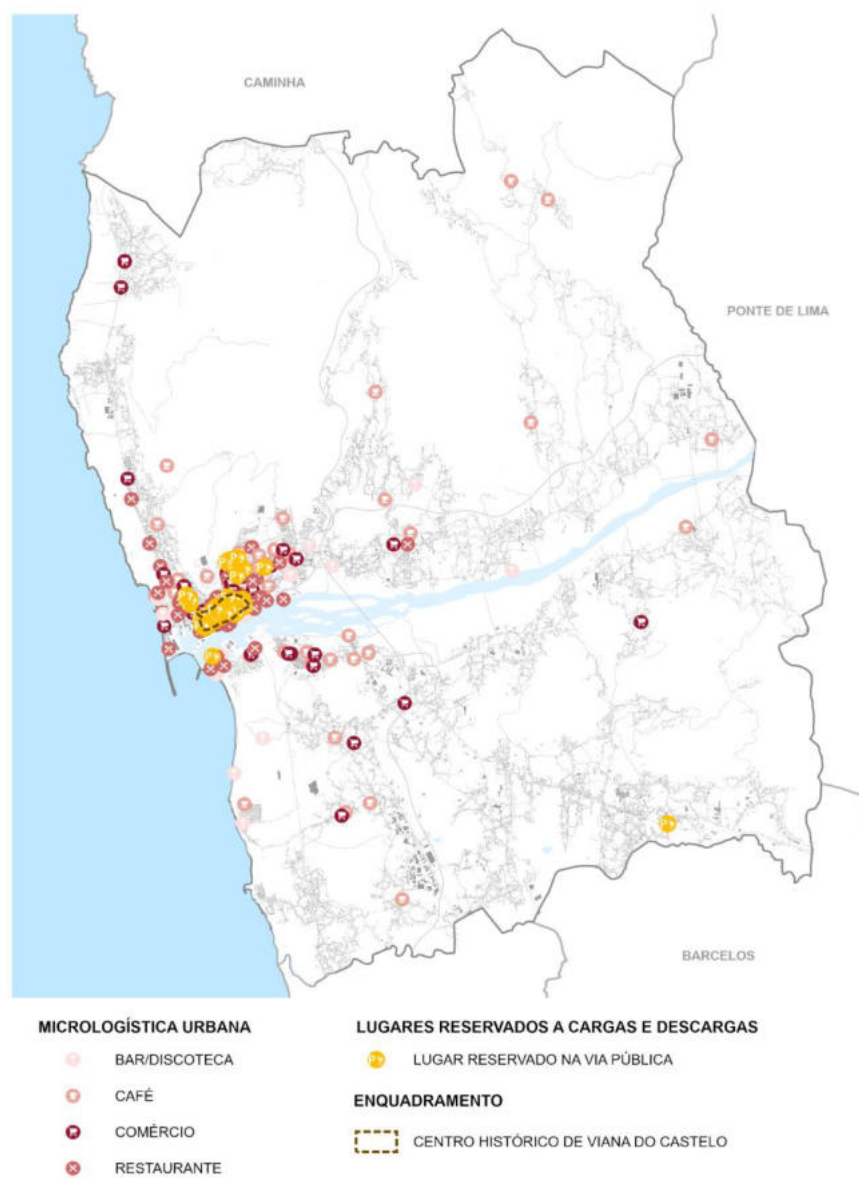 CAMINHA
PONTE DE LIMA
BARCELOS
MICROLOGÍSTICA URBANA
BAR/DISCOTECA
CAFÉ
COMÉRCIO
RESTAURANTE
LUGARES RESERVADOS A CARGAS E DESCARGAS
LUGAR RESERVADO NA VIA PÚBLICA
ENQUADRAMENTO
CENTRO HISTÓRICO DE VIANA DO CASTELO